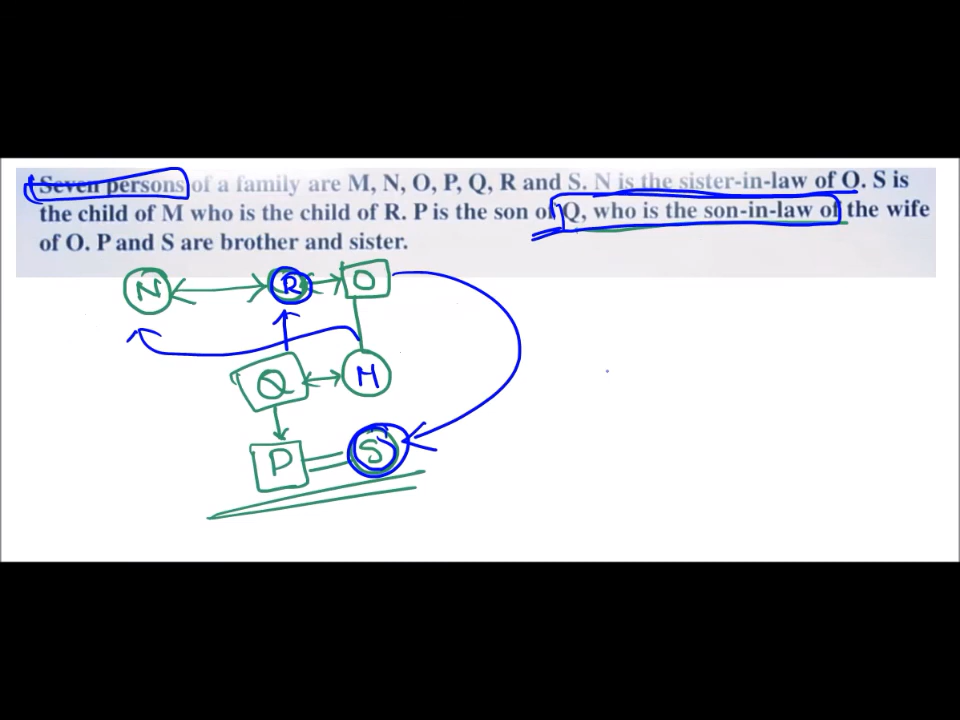 Seven persons of a family are M, N, O, P, Q, R and S. N is the sister-in-law of O. S is
the child of M who is the child of R. P is the son of Q, who is the son-in-law of the wife
of O. P and S are brother and sister.
N R O
Q M
P S